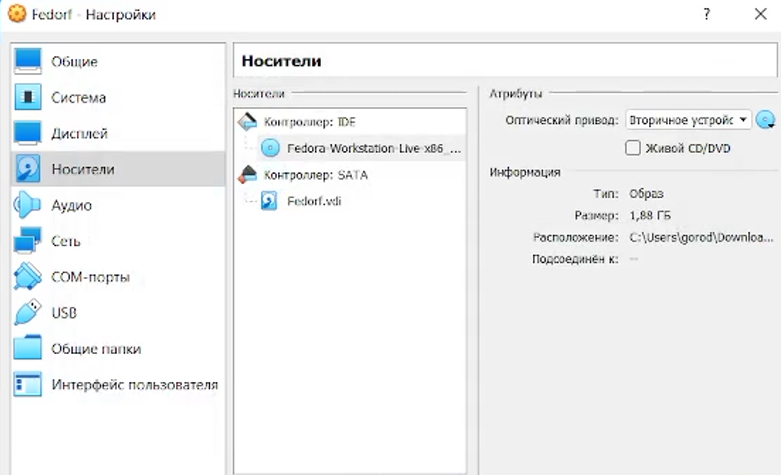 Fedorf - Настройки
?
Общие
Система
Дисплей
Носители
Аудио
Сеть
COM-порты
USB
Общие папки
Интерфейс пользователя
Носители
Носители
Контроллер: IDE
Fedora-Workstation-Live-x86_...
Контроллер: SATA
Fedorf.vdi
Атрибуты
Оптический привод: Вторичное устройс
Живой CD/DVD
Информация
Тип: Образ
Размер: 1,88 ГБ
Расположение: C:\Users\gorod\Downloa...
Подсоединён к: --